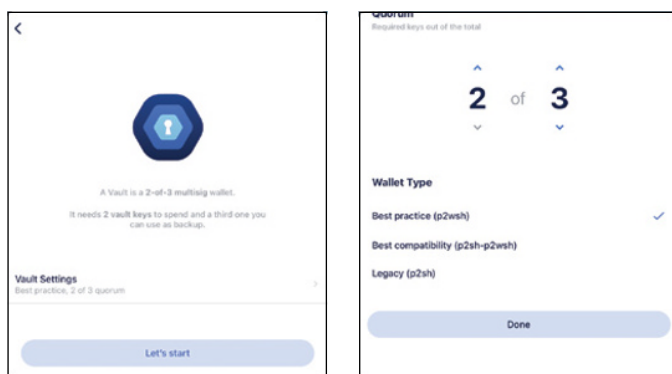 A Vault is a 2-of-3 multisig wallet.
It needs 2 vault keys to spend and a third one you
can use as backup.
Vault Settings
Best practice, 2 of 3 quorum
Let's start
Quorum
Required keys out of the total
2 of 3
Wallet Type
Best practice (p2wsh)
Best compatibility (p2sh-p2wsh)
Legacy (p2sh)
Done